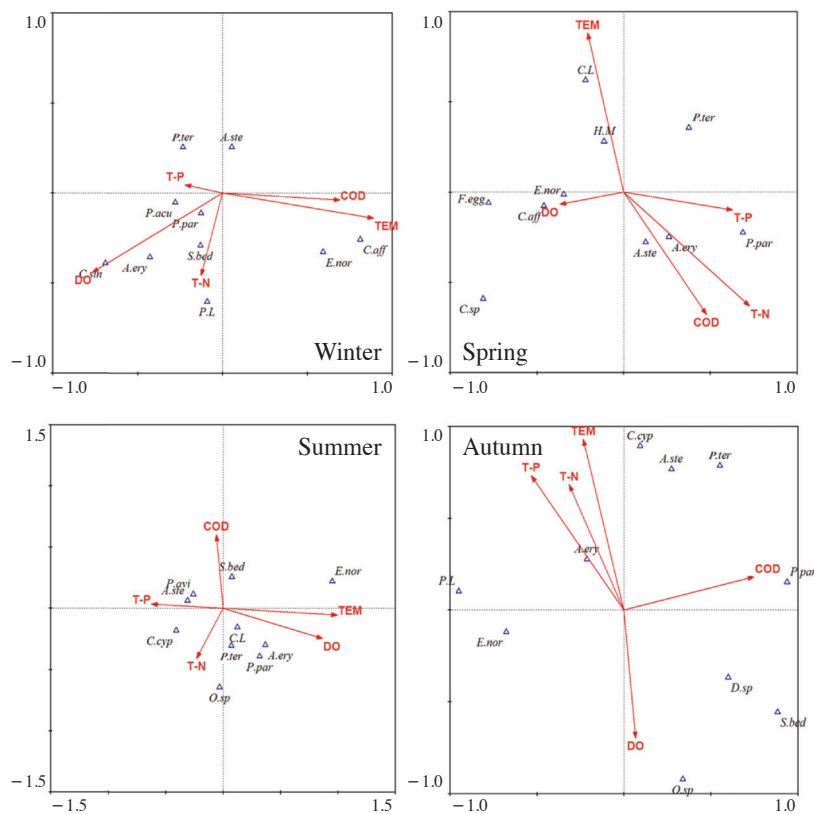 1.0
P.ter
A.ste
T-P
COD
P.acu
P.par
TEM
C.aff
S.bed
E.nor
A.ery
C.sin
DO
T-N
P.L
Winter
−1.0
−1.0
1.0
1.0
TEM
C.L
P.ter
H.M
E.nor
F.egg
C.aff
DO
T-P
P.par
A.ery
A.ste
C.sp
T-N
COD
Spring
−1.0
−1.0
1.0
1.5
Summer
COD
S.bed
E.nor
P.avi
A.ste
T-P
TEM
C.cyp
C.L
DO
P.ter
A.ery
T-N
P.par
O.sp
−1.5
−1.5
1.5
1.0
Autumn
TEM
C.cyp
A.ste
P.ter
T-P
T-N
A.ery
COD
P.par
P.L
E.nor
D.sp
S.bed
DO
O.sp
−1.0
−1.0
1.0